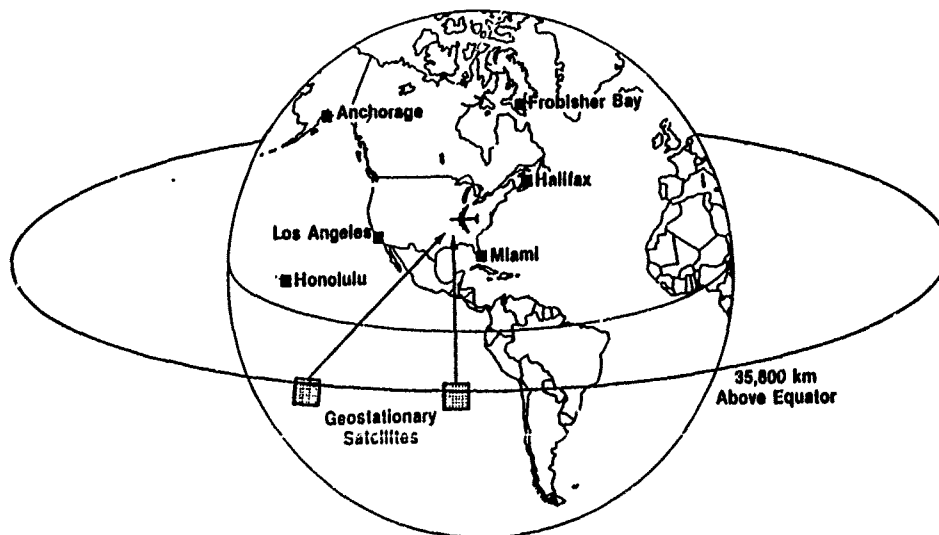 Anchorage
Frobisher Bay
Halifax
Los Angeles
Miami
Honolulu
35,800 km
Above Equator
Geostationary
Satellites